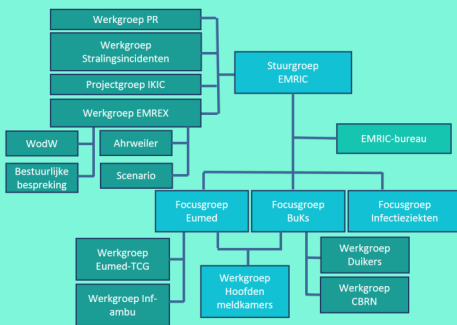 Werkgroep PR
Werkgroep
Stralingsincidenten
Projectgroep IKIC
Werkgroep EMREX
WodW
Bestuurlijke
bespreking
Ahrweiler
Scenario
Stuurgroep
EMRIC
EMRIC-bureau
Focusgroep
Eumed
Focusgroep
BuKs
Focusgroep
Infectieziekten
Werkgroep
Eumed-TCG
Werkgroep Inf-
ambu
Werkgroep
Hoofden
meldkamers
Werkgroep
Duikers
Werkgroep
CBRN